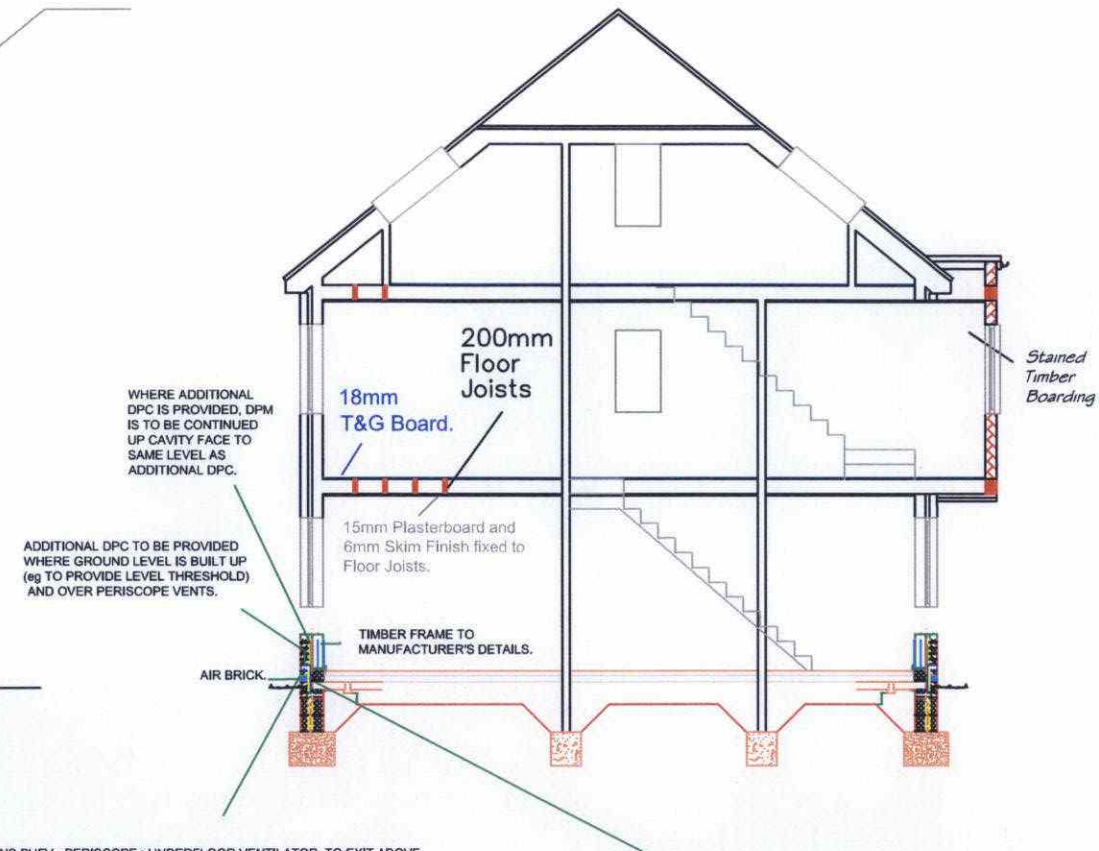 200mm
Floor
Joists
18mm
T&G Board.
Stained
Timber
Boarding
WHERE ADDITIONAL
DPC IS PROVIDED, DPM
IS TO BE CONTINUED
UP CAVITY FACE TO
SAME LEVEL AS
ADDITIONAL DPC.
15mm Plasterboard and
6mm Skim Finish fixed to
Floor Joists.
ADDITIONAL DPC TO BE PROVIDED
WHERE GROUND LEVEL IS BUILT UP
(eg TO PROVIDE LEVEL THRESHOLD)
AND OVER PERISCOPE VENTS.
TIMBER FRAME TO
MANUFACTURER'S DETAILS.
AIR BRICK.
PERISCOPE UNDERFLOOR VENTILATOR, TO EXIT ABOVE